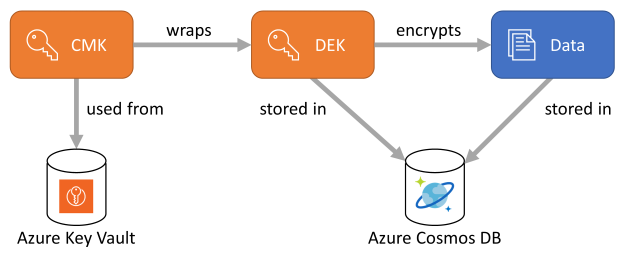 CMK
wraps
DEK
encrypts
Data
used from
stored in
stored in
Azure Key Vault
Azure Cosmos DB